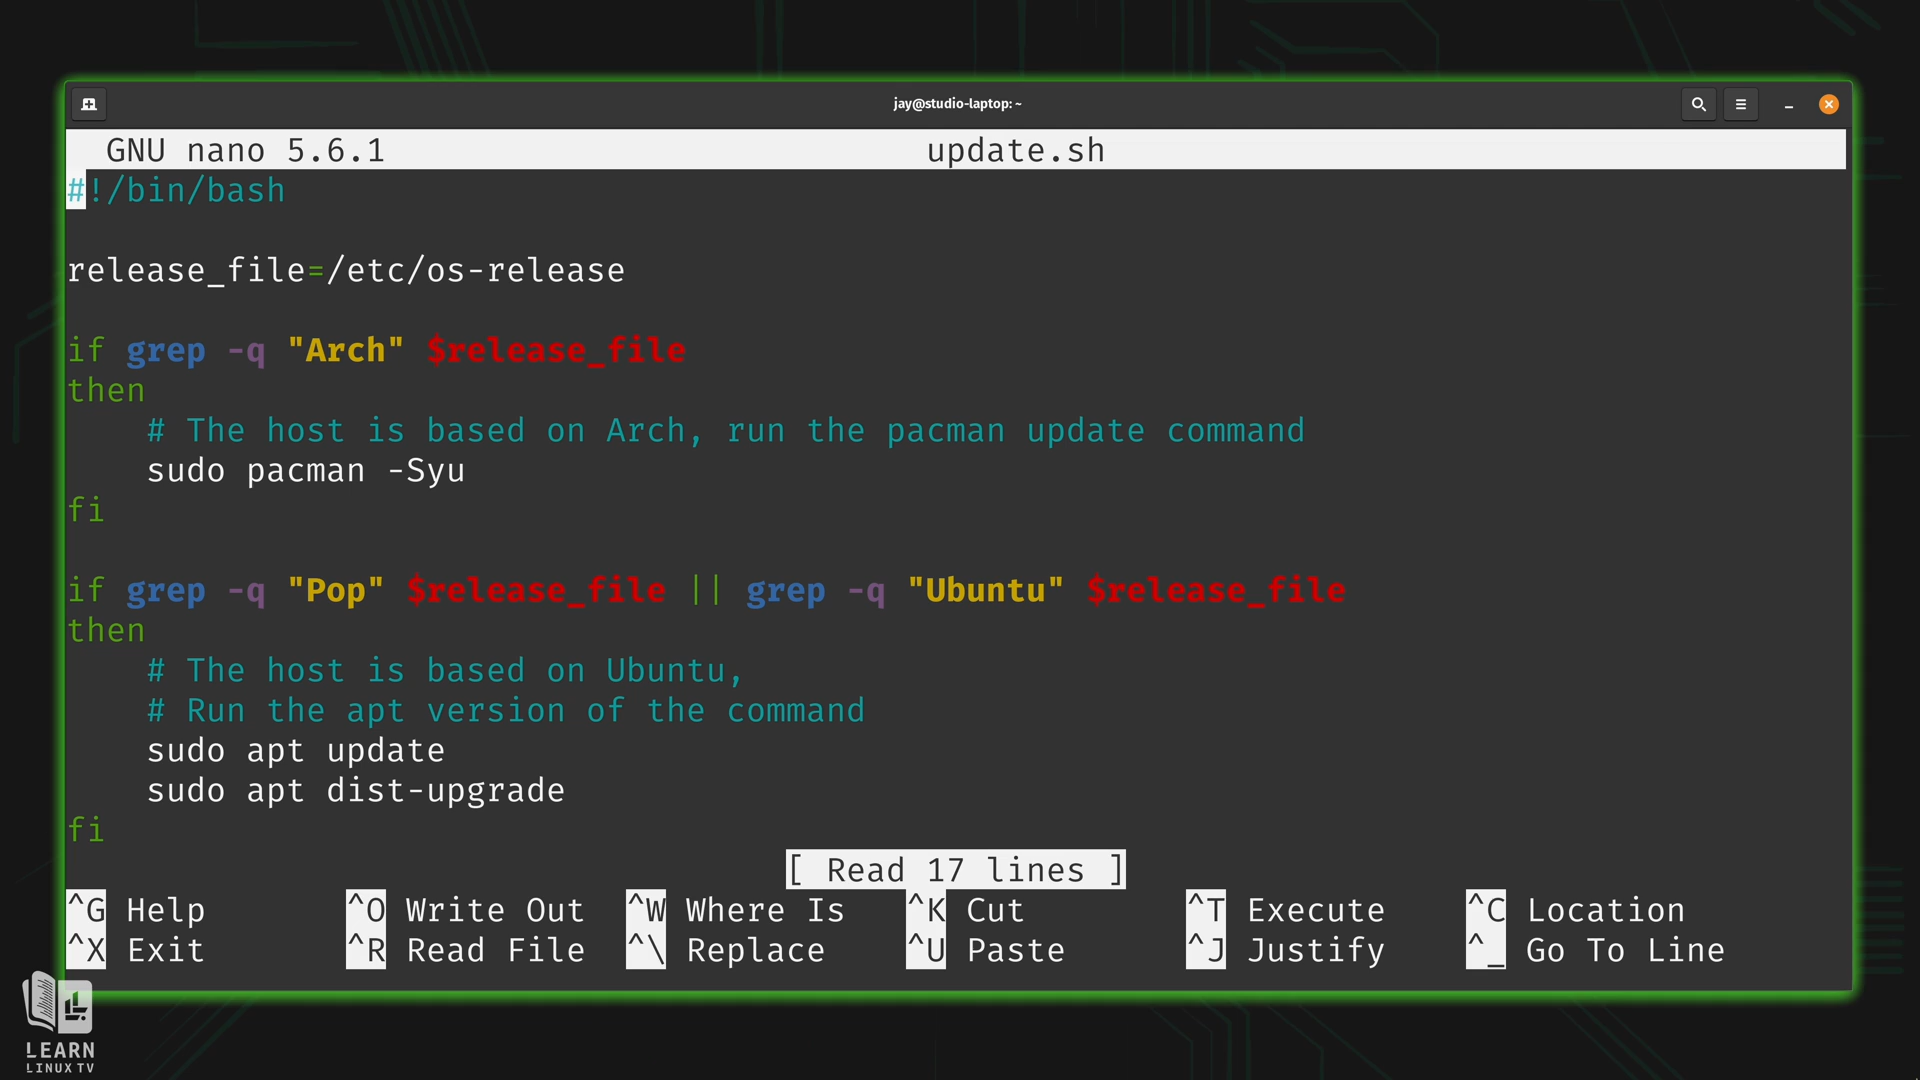 jay@studio-laptop: ~
GNU nano 5.6.1 update.sh
#!/bin/bash
release_file=/etc/os-release
if grep -q "Arch" $release_file
then
# The host is based on Arch, run the pacman update command
sudo pacman -Syu
fi
if grep -q "Pop" $release_file || grep -q "Ubuntu" $release_file
then
# The host is based on Ubuntu,
# Run the apt version of the command
sudo apt update
sudo apt dist-upgrade
fi
[ Read 17 lines ]
^G Help ^O Write Out ^W Where Is ^K Cut ^T Execute ^C Location
^X Exit ^R Read File ^\ Replace ^U Paste ^J Justify ^_ Go To Line
LEARN
LINUX TV